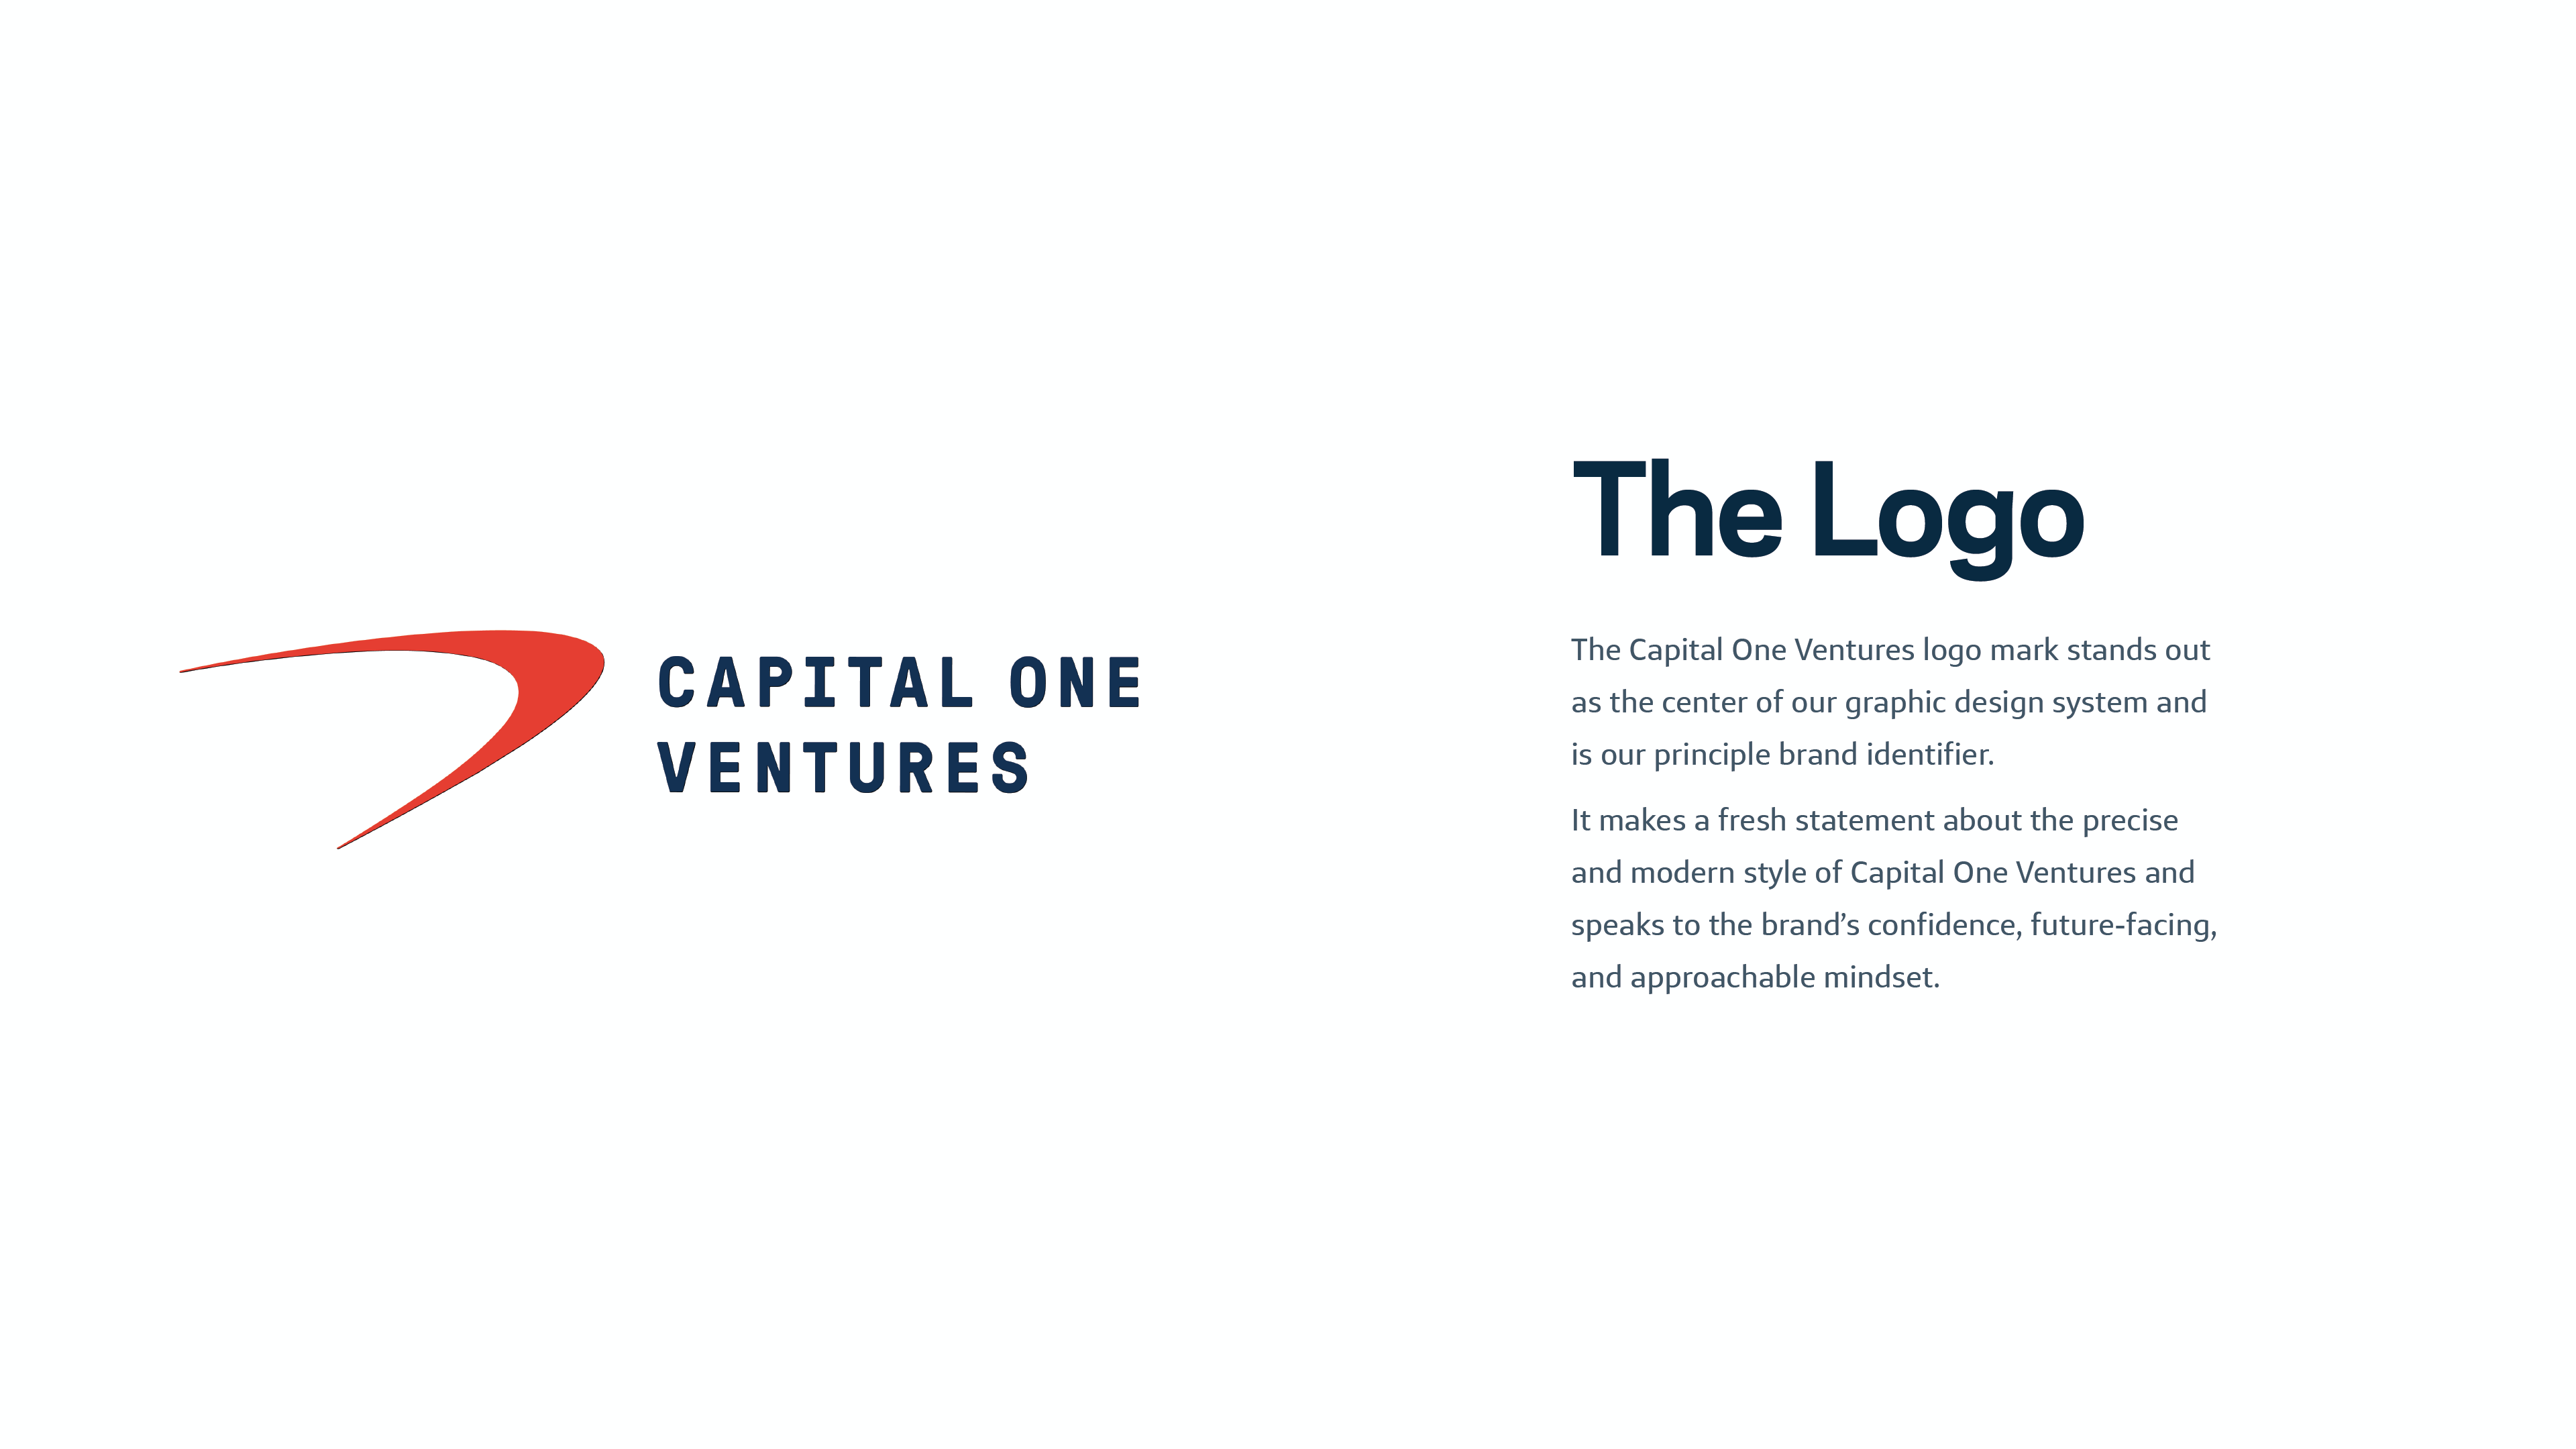 CAPITAL ONE
VENTURES
The Logo
The Capital One Ventures logo mark stands out
as the center of our graphic design system and
is our principle brand identifier.
It makes a fresh statement about the precise
and modern style of Capital One Ventures and
speaks to the brand’s confidence, future-facing,
and approachable mindset.